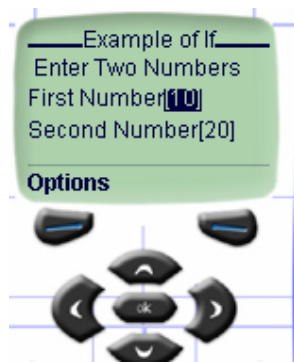 Example of If
Enter Two Numbers
First Number[10]
Second Number[20]
Options
ok